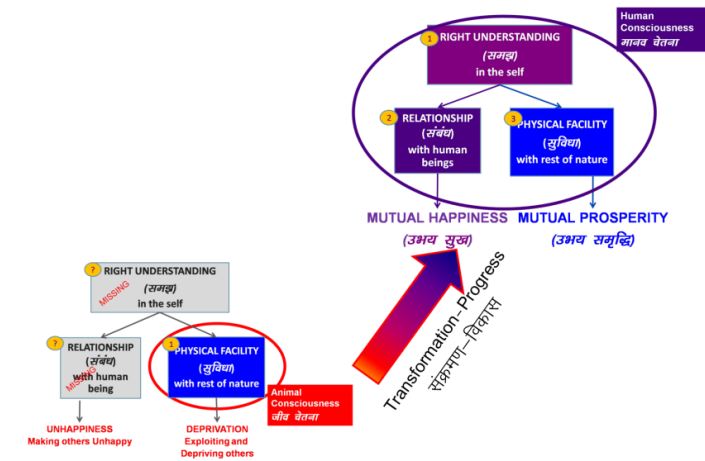 Human
Consciousness
मानव चेतना
1
RIGHT UNDERSTANDING
(समझ)
in the self
2
RELATIONSHIP
(संबंध)
with human
beings
3
PHYSICAL FACILITY
(सुविधा)
with rest of nature
MUTUAL HAPPINESS
(उभय सुख)
MUTUAL PROSPERITY
(उभय समृद्धि)
Transformation– Progress
संक्रमण–विकास
?
RIGHT UNDERSTANDING
(समझ)
in the self
MISSING
?
RELATIONSHIP
(संबंध)
with human
being
MISSING
1
PHYSICAL FACILITY
(सुविधा)
with rest of nature
Animal
Consciousness
जीव चेतना
UNHAPPINESS
Making others Unhappy
DEPRIVATION
Exploiting and
Depriving others